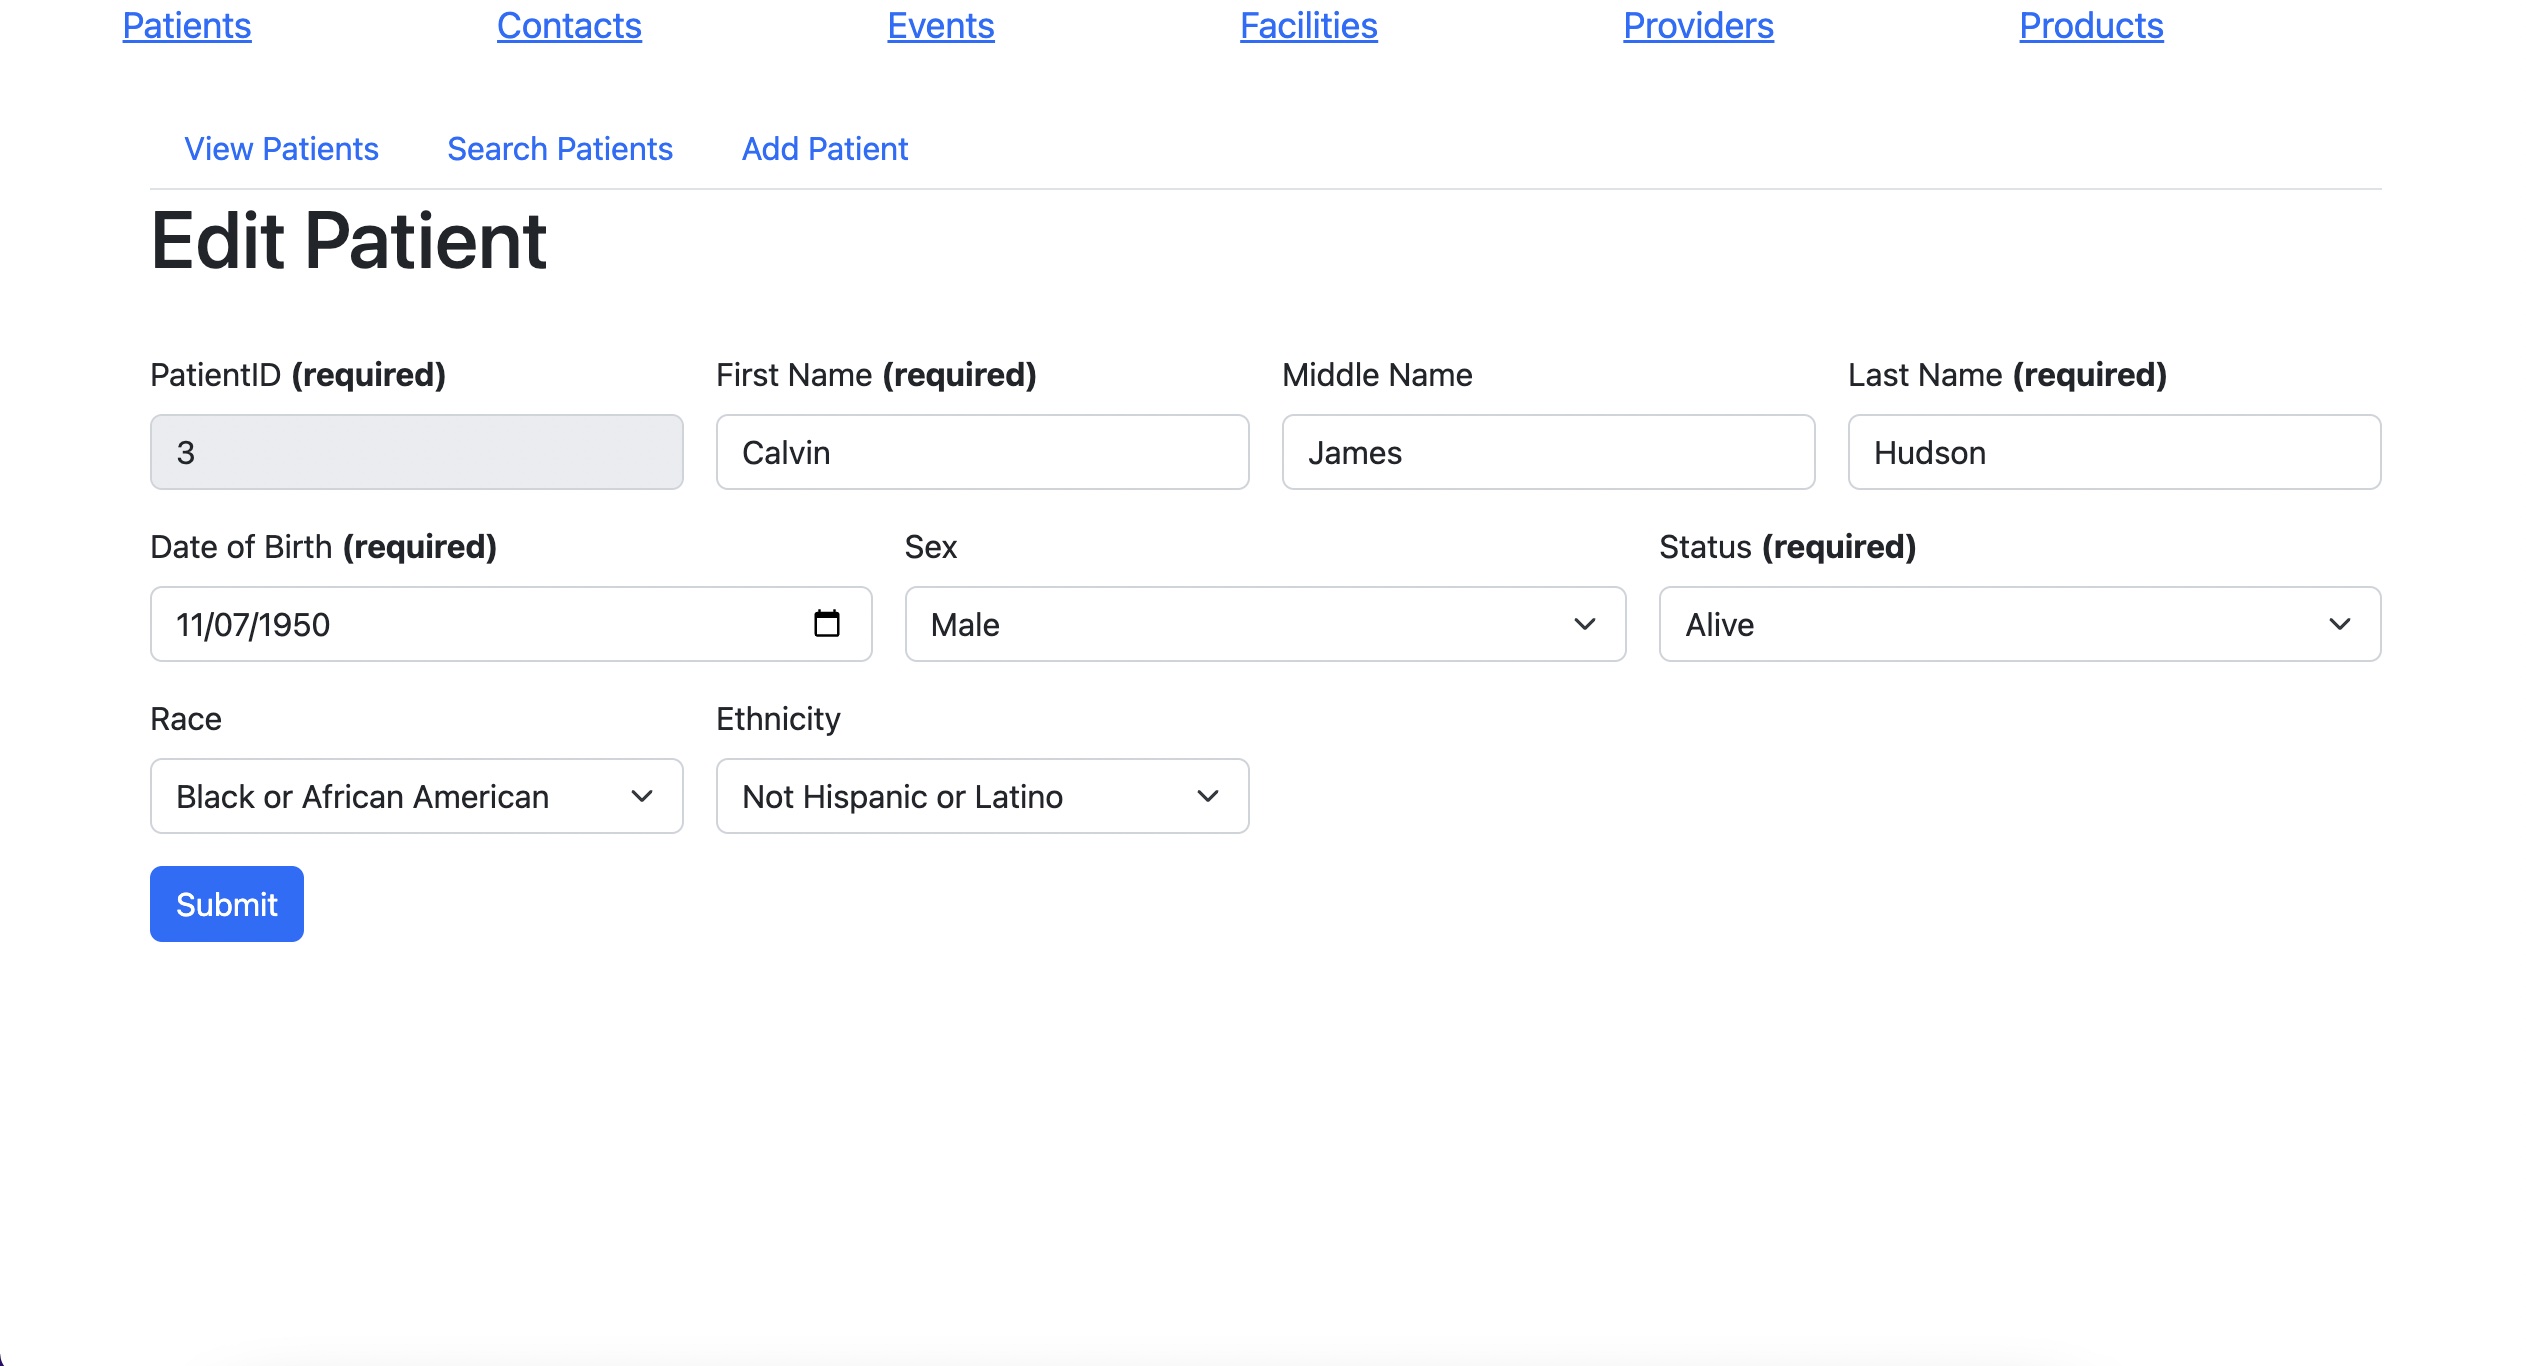 Patients Contacts Events Facilities Providers Products
View Patients Search Patients Add Patient
Edit Patient
PatientID (required) First Name (required) Middle Name Last Name (required)
3 Calvin James Hudson
Date of Birth (required) Sex Status (required)
11/07/1950 Male Alive
Race Ethnicity
Black or African American Not Hispanic or Latino
Submit